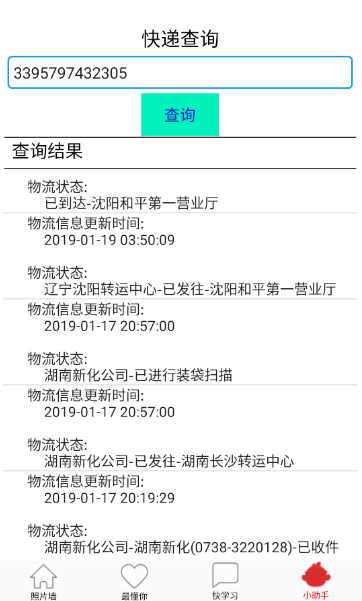 快递查询
3395797432305
查询
查询结果
物流状态:
已到达-沈阳和平第一营业厅
物流信息更新时间:
2019-01-19 03:50:09
物流状态:
辽宁沈阳转运中心-已发往-沈阳和平第一营业厅
物流信息更新时间:
2019-01-17 20:57:00
物流状态:
湖南新化公司-已进行装袋扫描
物流信息更新时间:
2019-01-17 20:57:00
物流状态:
湖南新化公司-已发往-湖南长沙转运中心
物流信息更新时间:
2019-01-17 20:19:29
物流状态:
湖南新化公司-湖南新化(0738-3220128)-已收件
照片墙 最懂你 快学习 小助手